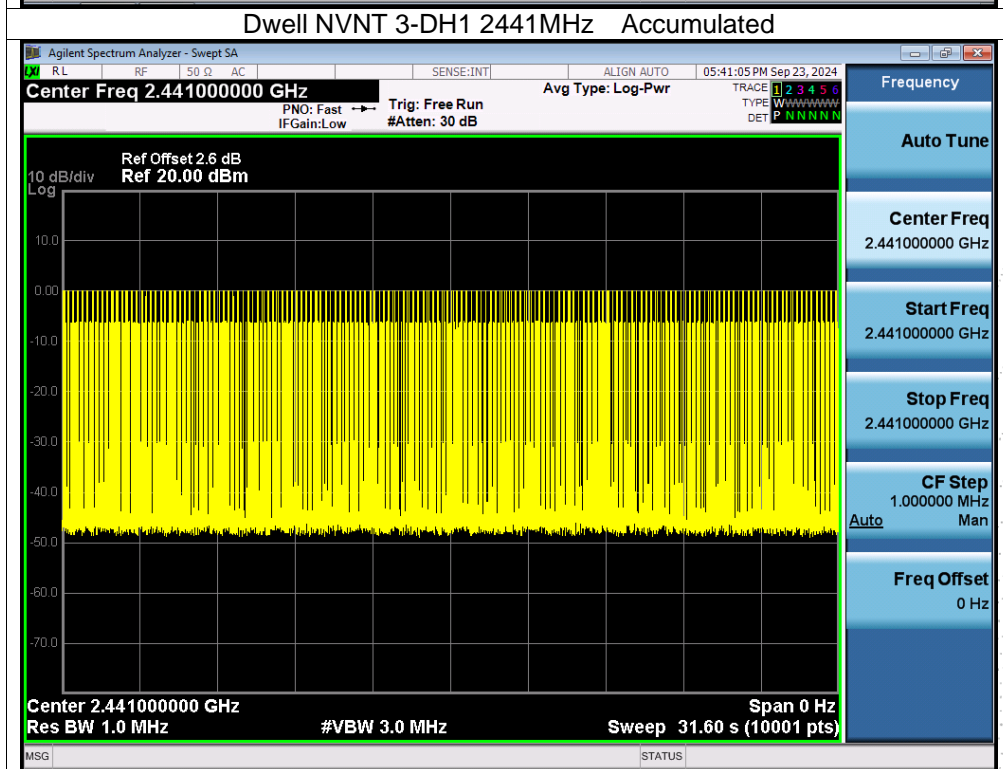 Dwell NVNT 3-DH1 2441MHz Accumulated
Agilent Spectrum Analyzer - Swept SA
LXI RL RF 50 Ω AC SENSE:INT ALIGN AUTO 05:41:05 PM Sep 23, 2024
Center Freq 2.441000000 GHz
PNO: Fast
IFGain:Low
Trig: Free Run
#Atten: 30 dB
Avg Type: Log-Pwr
TRACE 1 2 3 4 5 6
TYPE WWWWWWW
DET P N N N N N
Ref Offset 2.6 dB
10 dB/div Ref 20.00 dBm
Log
10.0
0.00
-10.0
-20.0
-30.0
-40.0
-50.0
-60.0
-70.0
Center 2.441000000 GHz Span 0 Hz
Res BW 1.0 MHz #VBW 3.0 MHz Sweep 31.60 s (10001 pts)
MSG STATUS
Frequency
Auto Tune
Center Freq
2.441000000 GHz
Start Freq
2.441000000 GHz
Stop Freq
2.441000000 GHz
CF Step
1.000000 MHz
Auto Man
Freq Offset
0 Hz